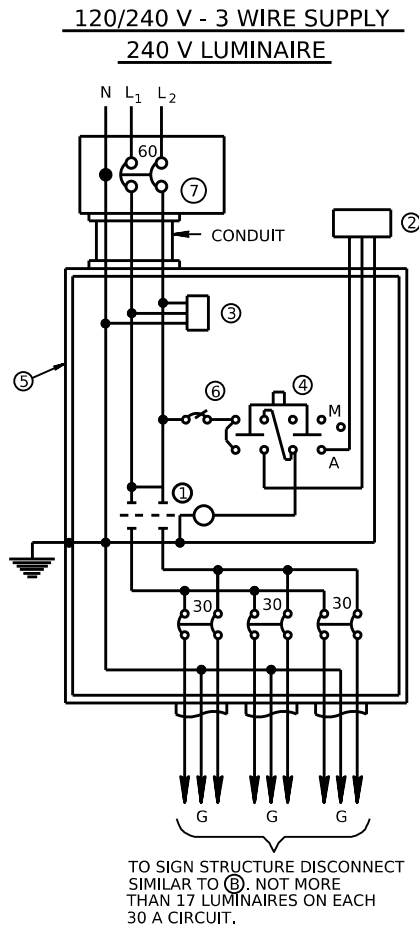 120/240 V - 3 WIRE SUPPLY
240 V LUMINAIRE
N L1 L2
60
7
2
CONDUIT
3
5
6 4
M
A
1
30 30 30
G G G
TO SIGN STRUCTURE DISCONNECT
SIMILAR TO B. NOT MORE
THAN 17 LUMINAIRES ON EACH
30 A CIRCUIT.